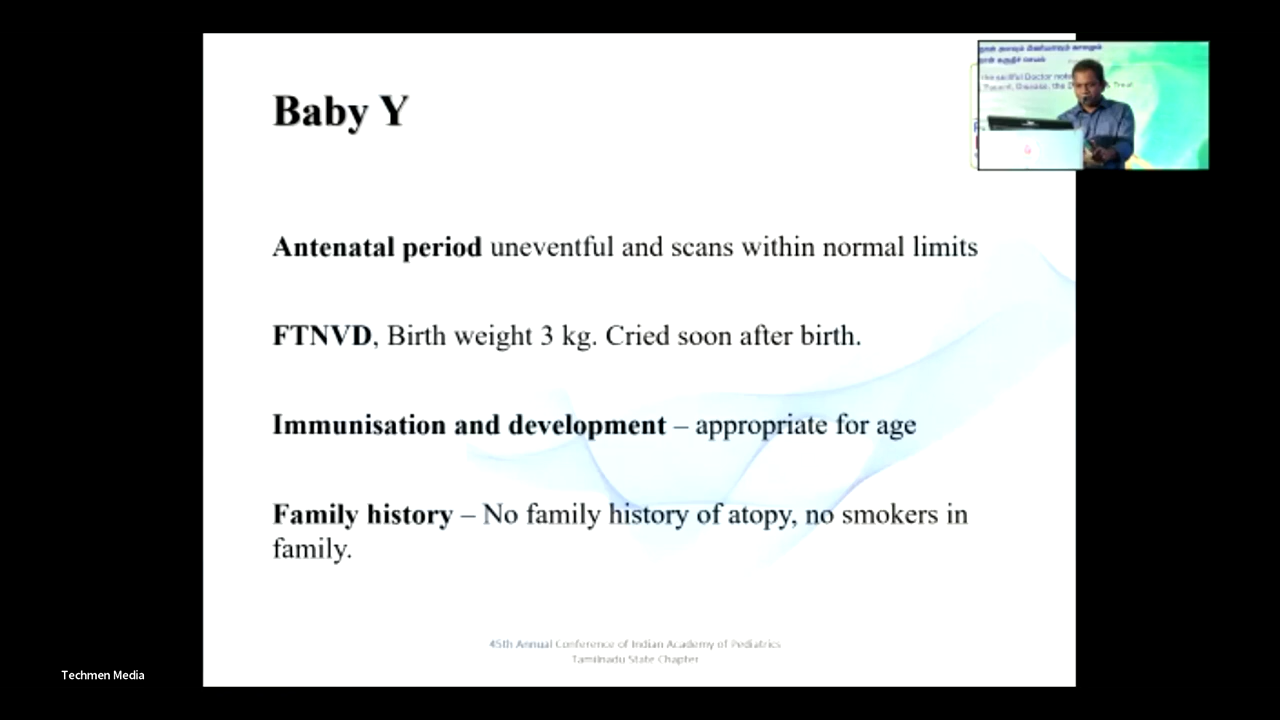 Baby Y
Antenatal period uneventful and scans within normal limits
FTNVD, Birth weight 3 kg. Cried soon after birth.
Immunisation and development – appropriate for age
Family history – No family history of atopy, no smokers in
family.
45th Annual Conference of Indian Academy of Pediatrics
Tamilnadu State Chapter
Techmen Media